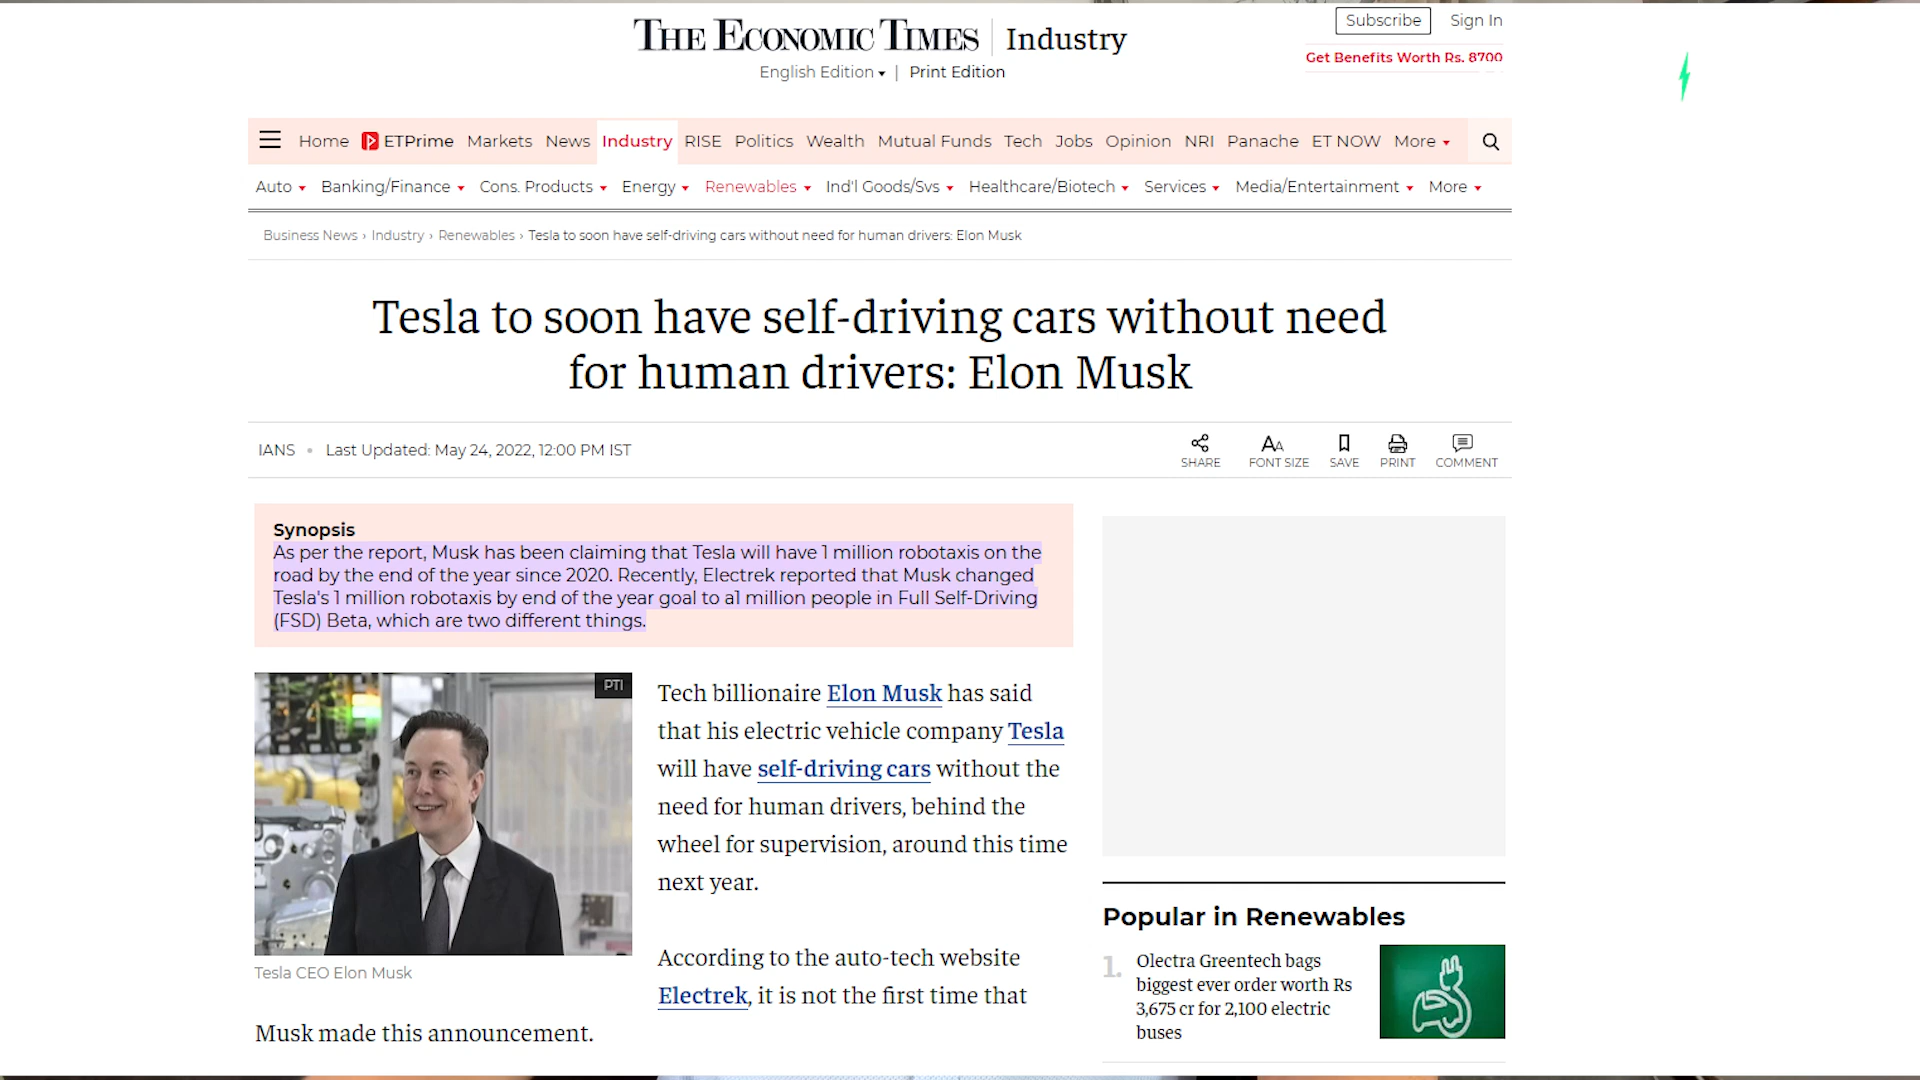 THE ECONOMIC TIMES | Industry
Subscribe Sign In
English Edition | Print Edition
Get Benefits Worth Rs. 8700
Home ETPrime Markets News Industry RISE Politics Wealth Mutual Funds Tech Jobs Opinion NRI Panache ET NOW More
Auto Banking/Finance Cons. Products Energy Renewables Ind'l Goods/Svs Healthcare/Biotech Services Media/Entertainment More
Business News › Industry › Renewables › Tesla to soon have self-driving cars without need for human drivers: Elon Musk
Tesla to soon have self-driving cars without need
for human drivers: Elon Musk
IANS • Last Updated: May 24, 2022, 12:00 PM IST
SHARE FONT SIZE SAVE PRINT COMMENT
Synopsis
As per the report, Musk has been claiming that Tesla will have 1 million robotaxis on the
road by the end of the year since 2020. Recently, Electrek reported that Musk changed
Tesla's 1 million robotaxis by end of the year goal to a1 million people in Full Self-Driving
(FSD) Beta, which are two different things.
PTI
Tesla CEO Elon Musk
Tech billionaire Elon Musk has said
that his electric vehicle company Tesla
will have self-driving cars without the
need for human drivers, behind the
wheel for supervision, around this time
next year.
According to the auto-tech website
Electrek, it is not the first time that
Musk made this announcement.
Popular in Renewables
1. Olectra Greentech bags
biggest ever order worth Rs
3,675 cr for 2,100 electric
buses